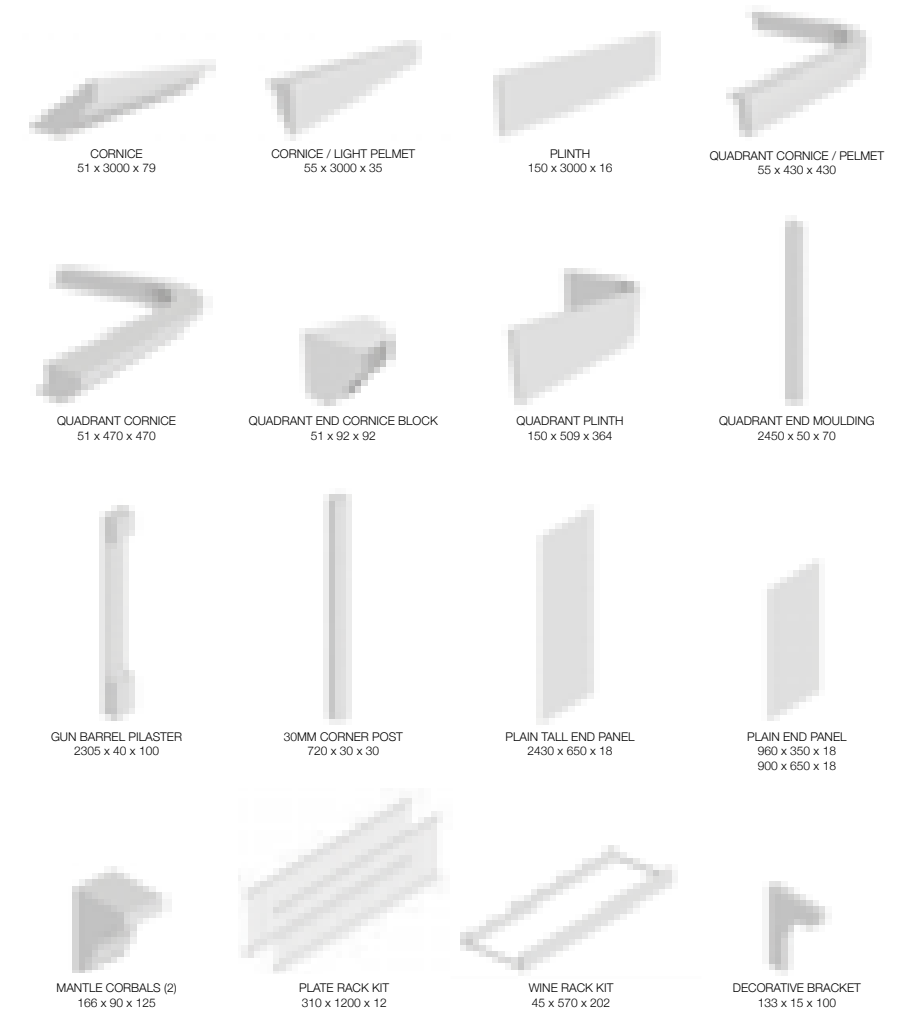 CORNICE
51 x 3000 x 79
CORNICE / LIGHT PELMET
55 x 3000 x 35
PLINTH
150 x 3000 x 16
QUADRANT CORNICE / PELMET
55 x 430 x 430
QUADRANT CORNICE
51 x 470 x 470
QUADRANT END CORNICE BLOCK
51 x 92 x 92
QUADRANT PLINTH
150 x 509 x 364
QUADRANT END MOULDING
2450 x 50 x 70
GUN BARREL PILASTER
2305 x 40 x 100
30MM CORNER POST
720 x 30 x 30
PLAIN TALL END PANEL
2430 x 650 x 18
PLAIN END PANEL
960 x 350 x 18
900 x 650 x 18
MANTLE CORBALS (2)
166 x 90 x 125
PLATE RACK KIT
310 x 1200 x 12
WINE RACK KIT
45 x 570 x 202
DECORATIVE BRACKET
133 x 15 x 100